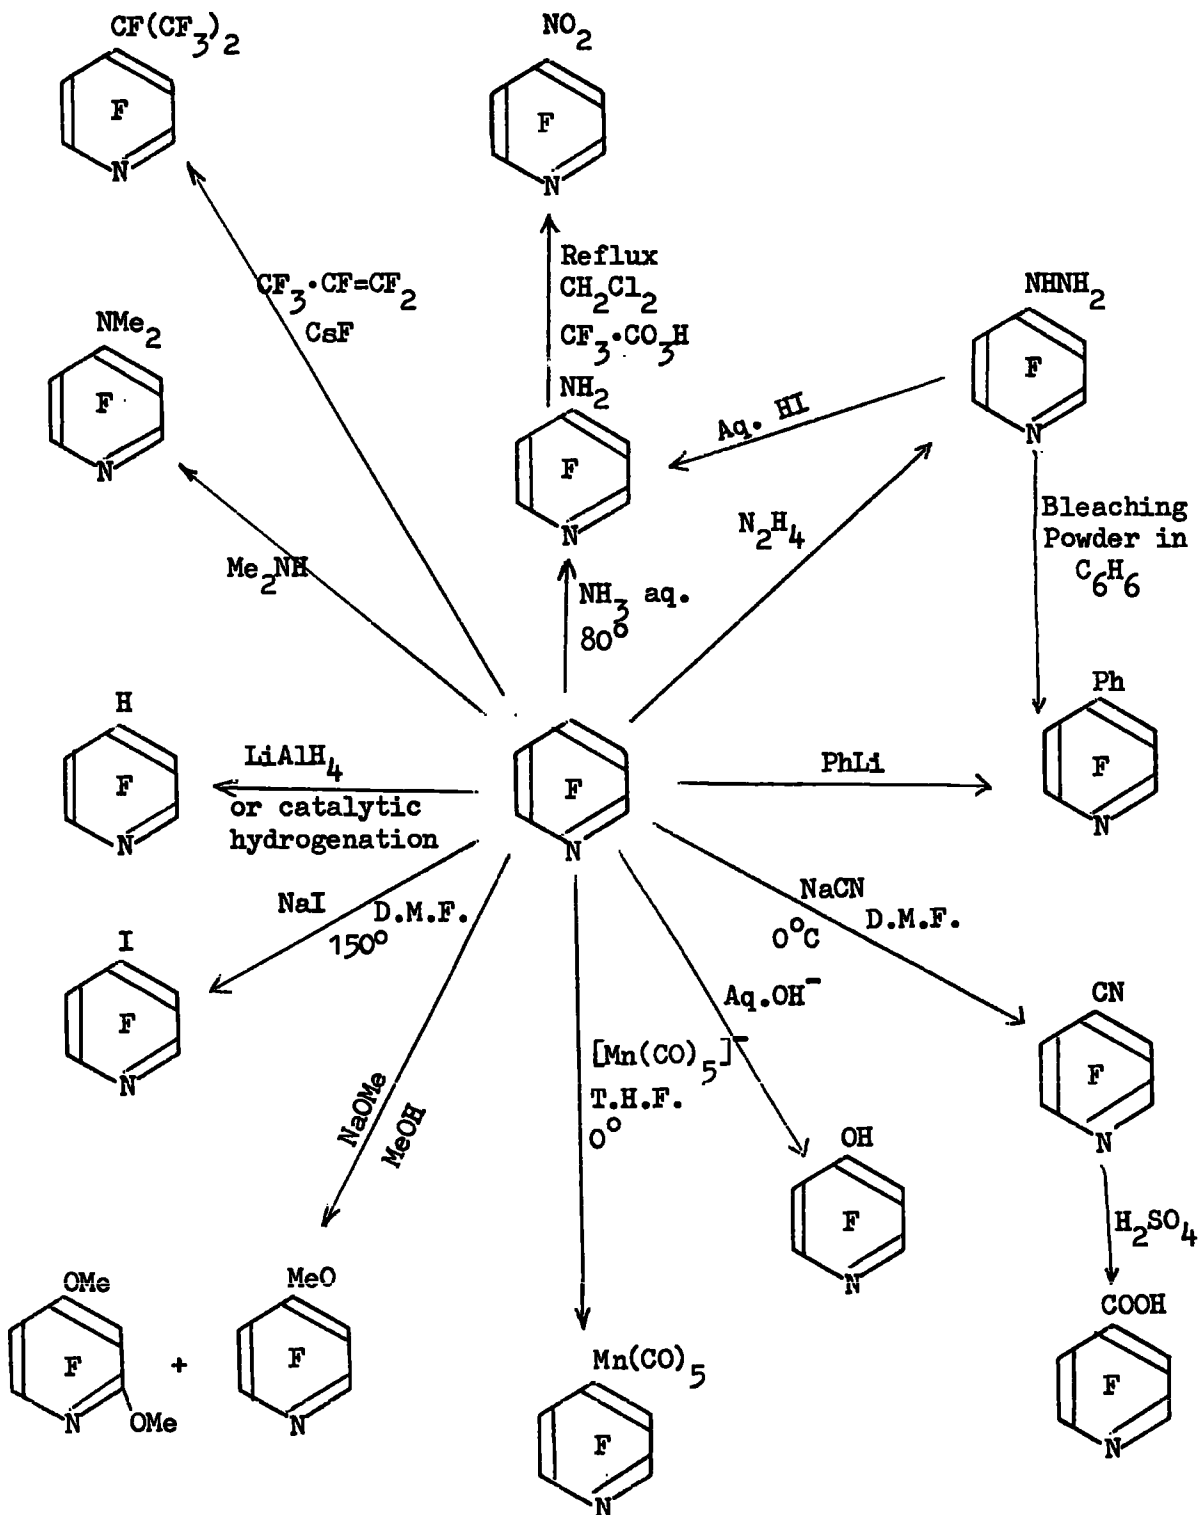 CF(CF3)2
F
N
NO2
F
N
Reflux
CH2Cl2
CF3·CO3H
CF3·CF=CF2
CsF
NMe2
F
N
Me2NH
NH2
F
N
NH3 aq.
80°
Aq. HI
N2H4
NHNH2
F
N
Bleaching
Powder in
C6H6
Ph
F
N
PhLi
F
N
H
F
N
LiAlH4
or catalytic
hydrogenation
NaI
D.M.F.
150°
I
F
N
NaOMe
MeOH
OMe
F
N
OMe
+
MeO
F
N
[Mn(CO)5]-
T.H.F.
0°
Mn(CO)5
F
N
Aq.OH-
OH
F
N
NaCN
0°C
D.M.F.
CN
F
N
H2SO4
COOH
F
N